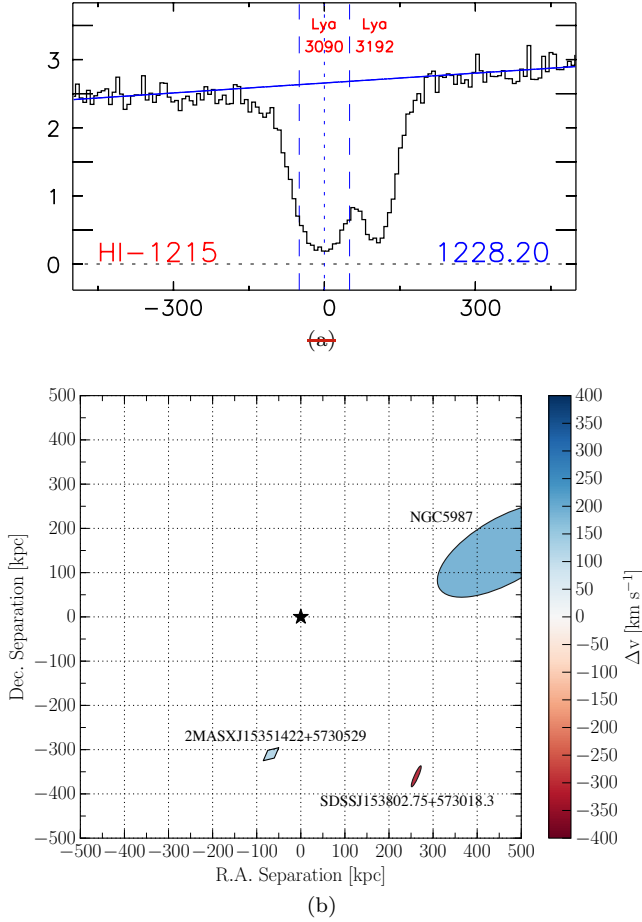 Lya Lya
3090 3192
3
2
1
0
HI-1215 1228.20
-300 0 300
(a)
500
400
300
200
100
0
-100
-200
-300
-400
-500
Dec. Separation [kpc]
NGC5987
2MASXJ15351422+5730529
SDSSJ153802.75+573018.3
-500 -400 -300 -200 -100 0 100 200 300 400 500
R.A. Separation [kpc]
400
350
300
250
200
150
100
50
0
-50
-100
-150
-200
-250
-300
-350
-400
Δv [km s⁻¹]
(b)